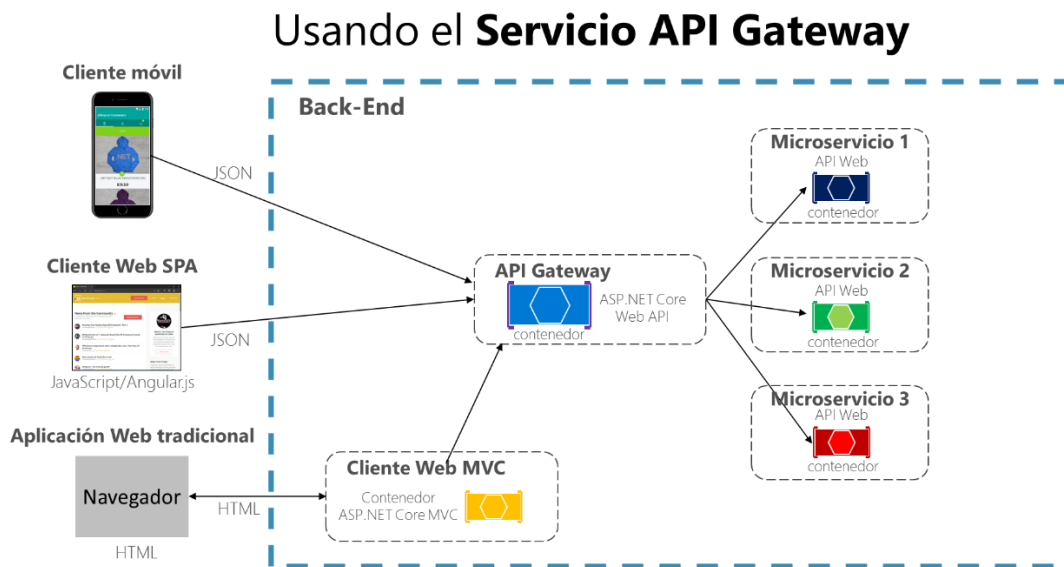 Usando el Servicio API Gateway
Cliente móvil
.NET
JSON
Cliente Web SPA
JSON
JavaScript/Angular.js
Aplicación Web tradicional
Navegador
HTML
HTML
Back-End
API Gateway
ASP.NET Core
Web API
contenedor
Cliente Web MVC
Contenedor
ASP.NET Core MVC
Microservicio 1
API Web
contenedor
Microservicio 2
API Web
contenedor
Microservicio 3
API Web
contenedor